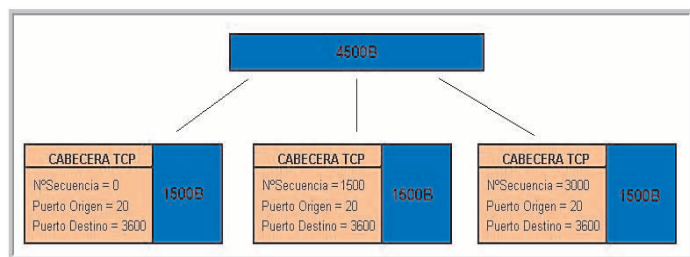 4500B
CABECERA TCP
NºSecuencia = 0
Puerto Origen = 20
Puerto Destino = 3600
1500B
CABECERA TCP
NºSecuencia = 1500
Puerto Origen = 20
Puerto Destino = 3600
1500B
CABECERA TCP
NºSecuencia = 3000
Puerto Origen = 20
Puerto Destino = 3600
1500B